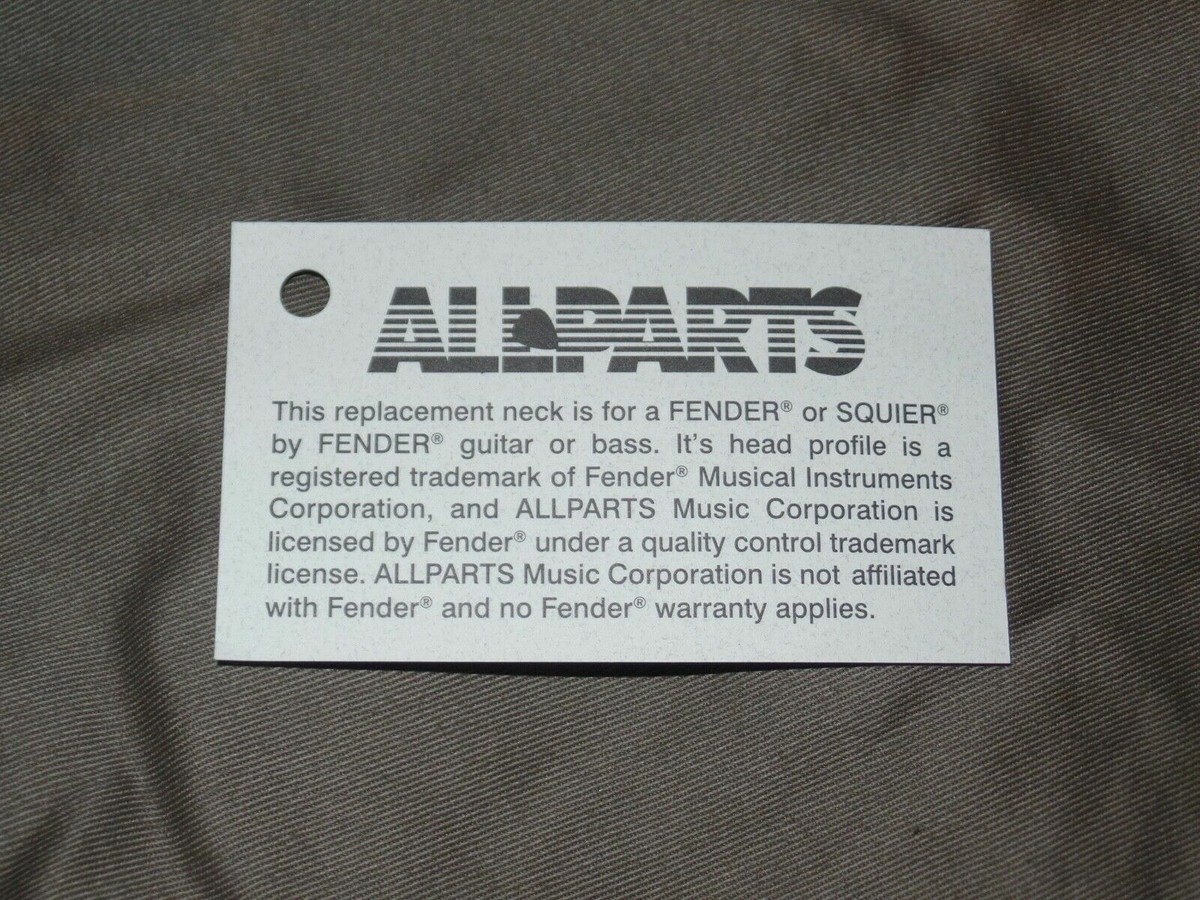 ALLPARTS
This replacement neck is for a FENDER® or SQUIER®
by FENDER® guitar or bass. It's head profile is a
registered trademark of Fender® Musical Instruments
Corporation, and ALLPARTS Music Corporation is
licensed by Fender® under a quality control trademark
license. ALLPARTS Music Corporation is not affiliated
with Fender® and no Fender® warranty applies.